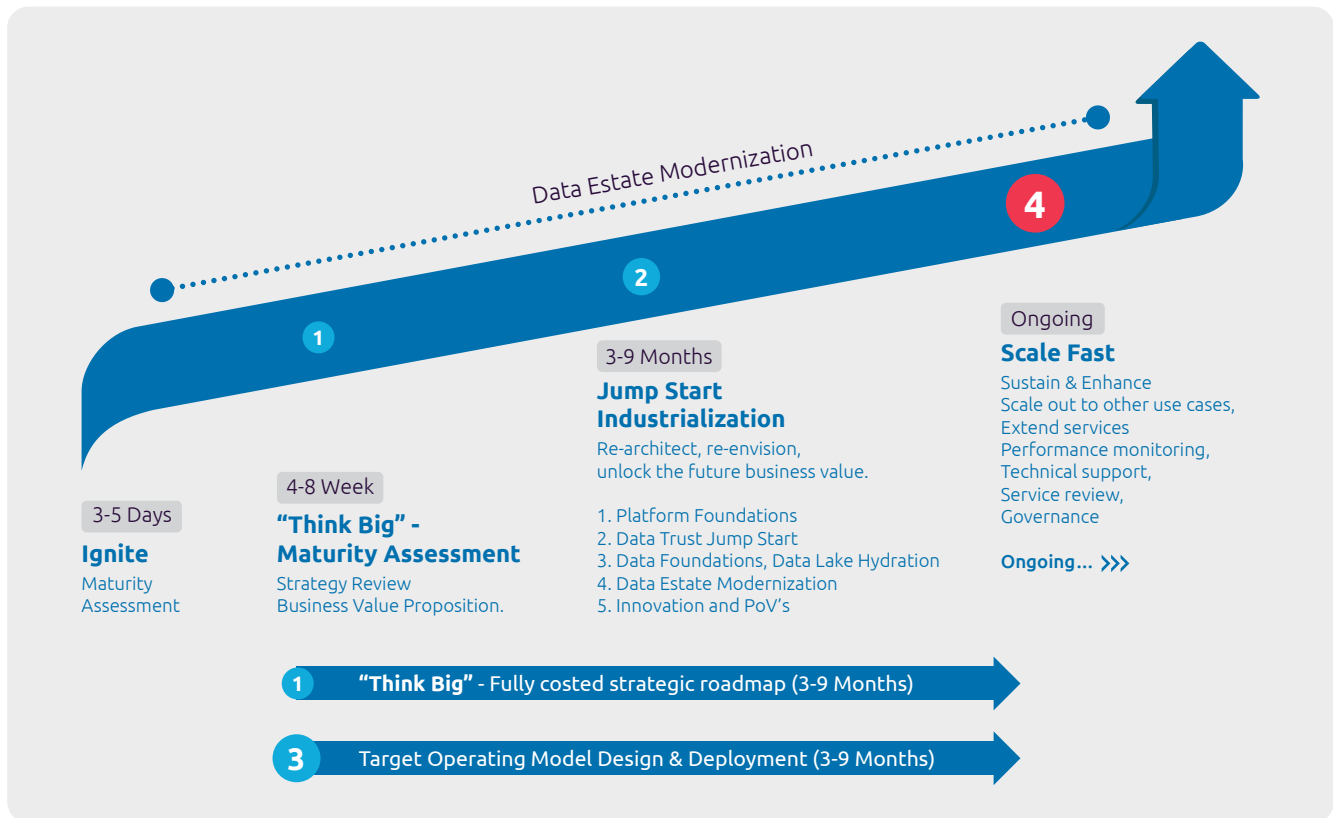 Data Estate Modernization
4
2
1
3-5 Days
Ignite
Maturity
Assessment
4-8 Week
“Think Big” -
Maturity Assessment
Strategy Review
Business Value Proposition.
3-9 Months
Jump Start
Industrialization
Re-architect, re-envision,
unlock the future business value.
1. Platform Foundations
2. Data Trust Jump Start
3. Data Foundations, Data Lake Hydration
4. Data Estate Modernization
5. Innovation and PoV’s
Ongoing
Scale Fast
Sustain & Enhance
Scale out to other use cases,
Extend services
Performance monitoring,
Technical support,
Service review,
Governance
Ongoing...
1 “Think Big” - Fully costed strategic roadmap (3-9 Months)
3 Target Operating Model Design & Deployment (3-9 Months)